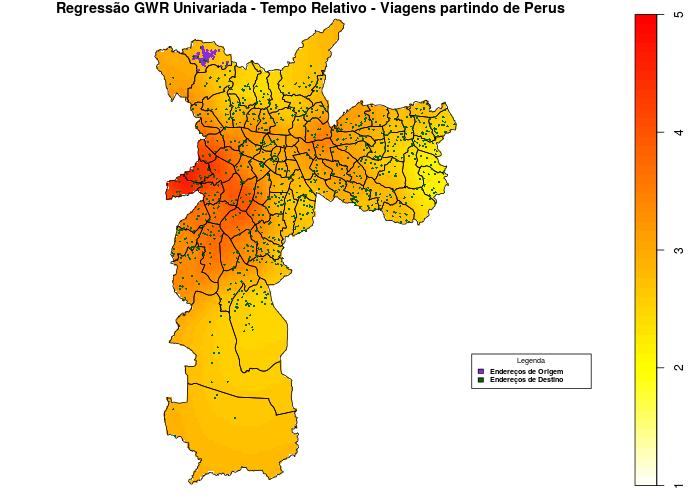 Regressão GWR Univariada - Tempo Relativo - Viagens partindo de Perus
5
4
3
2
1
Legenda
Endereços de Origem
Endereços de Destino